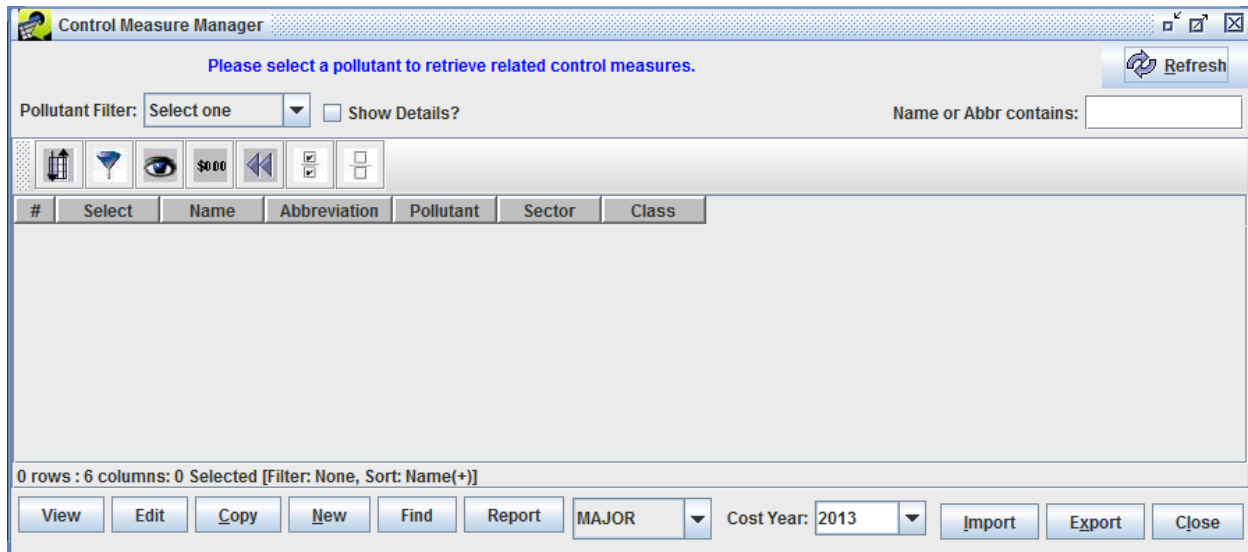 Control Measure Manager
Please select a pollutant to retrieve related control measures.
Refresh
Pollutant Filter: Select one Show Details? Name or Abbr contains:
$0.00
# Select Name Abbreviation Pollutant Sector Class
0 rows : 6 columns: 0 Selected [Filter: None, Sort: Name(+)]
View Edit Copy New Find Report MAJOR Cost Year: 2013 Import Export Close